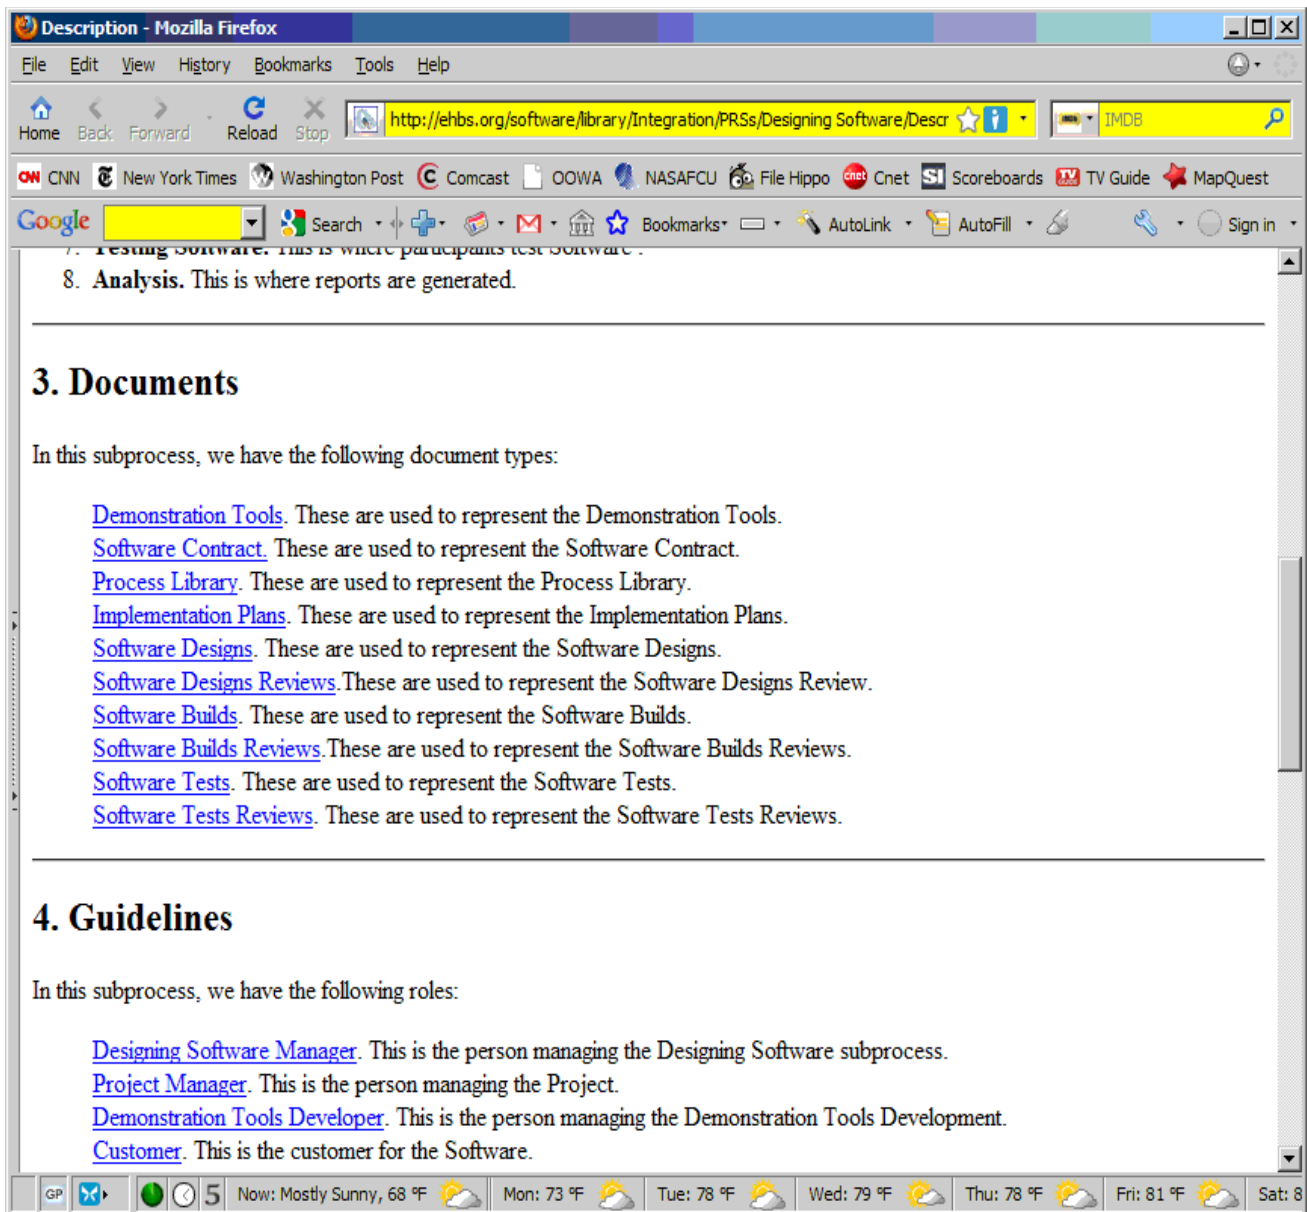 Description - Mozilla Firefox
File Edit View History Bookmarks Tools Help
Home Back Forward Reload Stop http://ehbs.org/software/library/Integration/PRSs/Designing Software/Descr IMDB
CNN New York Times Washington Post Comcast OOWA NASAFCU File Hippo Cnet Scoreboards TV Guide MapQuest
Google Search Bookmarks AutoLink AutoFill Sign in
7. Testing Software. This is where participants test Software .
8. Analysis. This is where reports are generated.
3. Documents
In this subprocess, we have the following document types:
Demonstration Tools. These are used to represent the Demonstration Tools.
Software Contract. These are used to represent the Software Contract.
Process Library. These are used to represent the Process Library.
Implementation Plans. These are used to represent the Implementation Plans.
Software Designs. These are used to represent the Software Designs.
Software Designs Reviews.These are used to represent the Software Designs Review.
Software Builds. These are used to represent the Software Builds.
Software Builds Reviews.These are used to represent the Software Builds Reviews.
Software Tests. These are used to represent the Software Tests.
Software Tests Reviews. These are used to represent the Software Tests Reviews.
4. Guidelines
In this subprocess, we have the following roles:
Designing Software Manager. This is the person managing the Designing Software subprocess.
Project Manager. This is the person managing the Project.
Demonstration Tools Developer. This is the person managing the Demonstration Tools Development.
Customer. This is the customer for the Software.
GP 5 Now: Mostly Sunny, 68 °F Mon: 73 °F Tue: 78 °F Wed: 79 °F Thu: 78 °F Fri: 81 °F Sat: 8